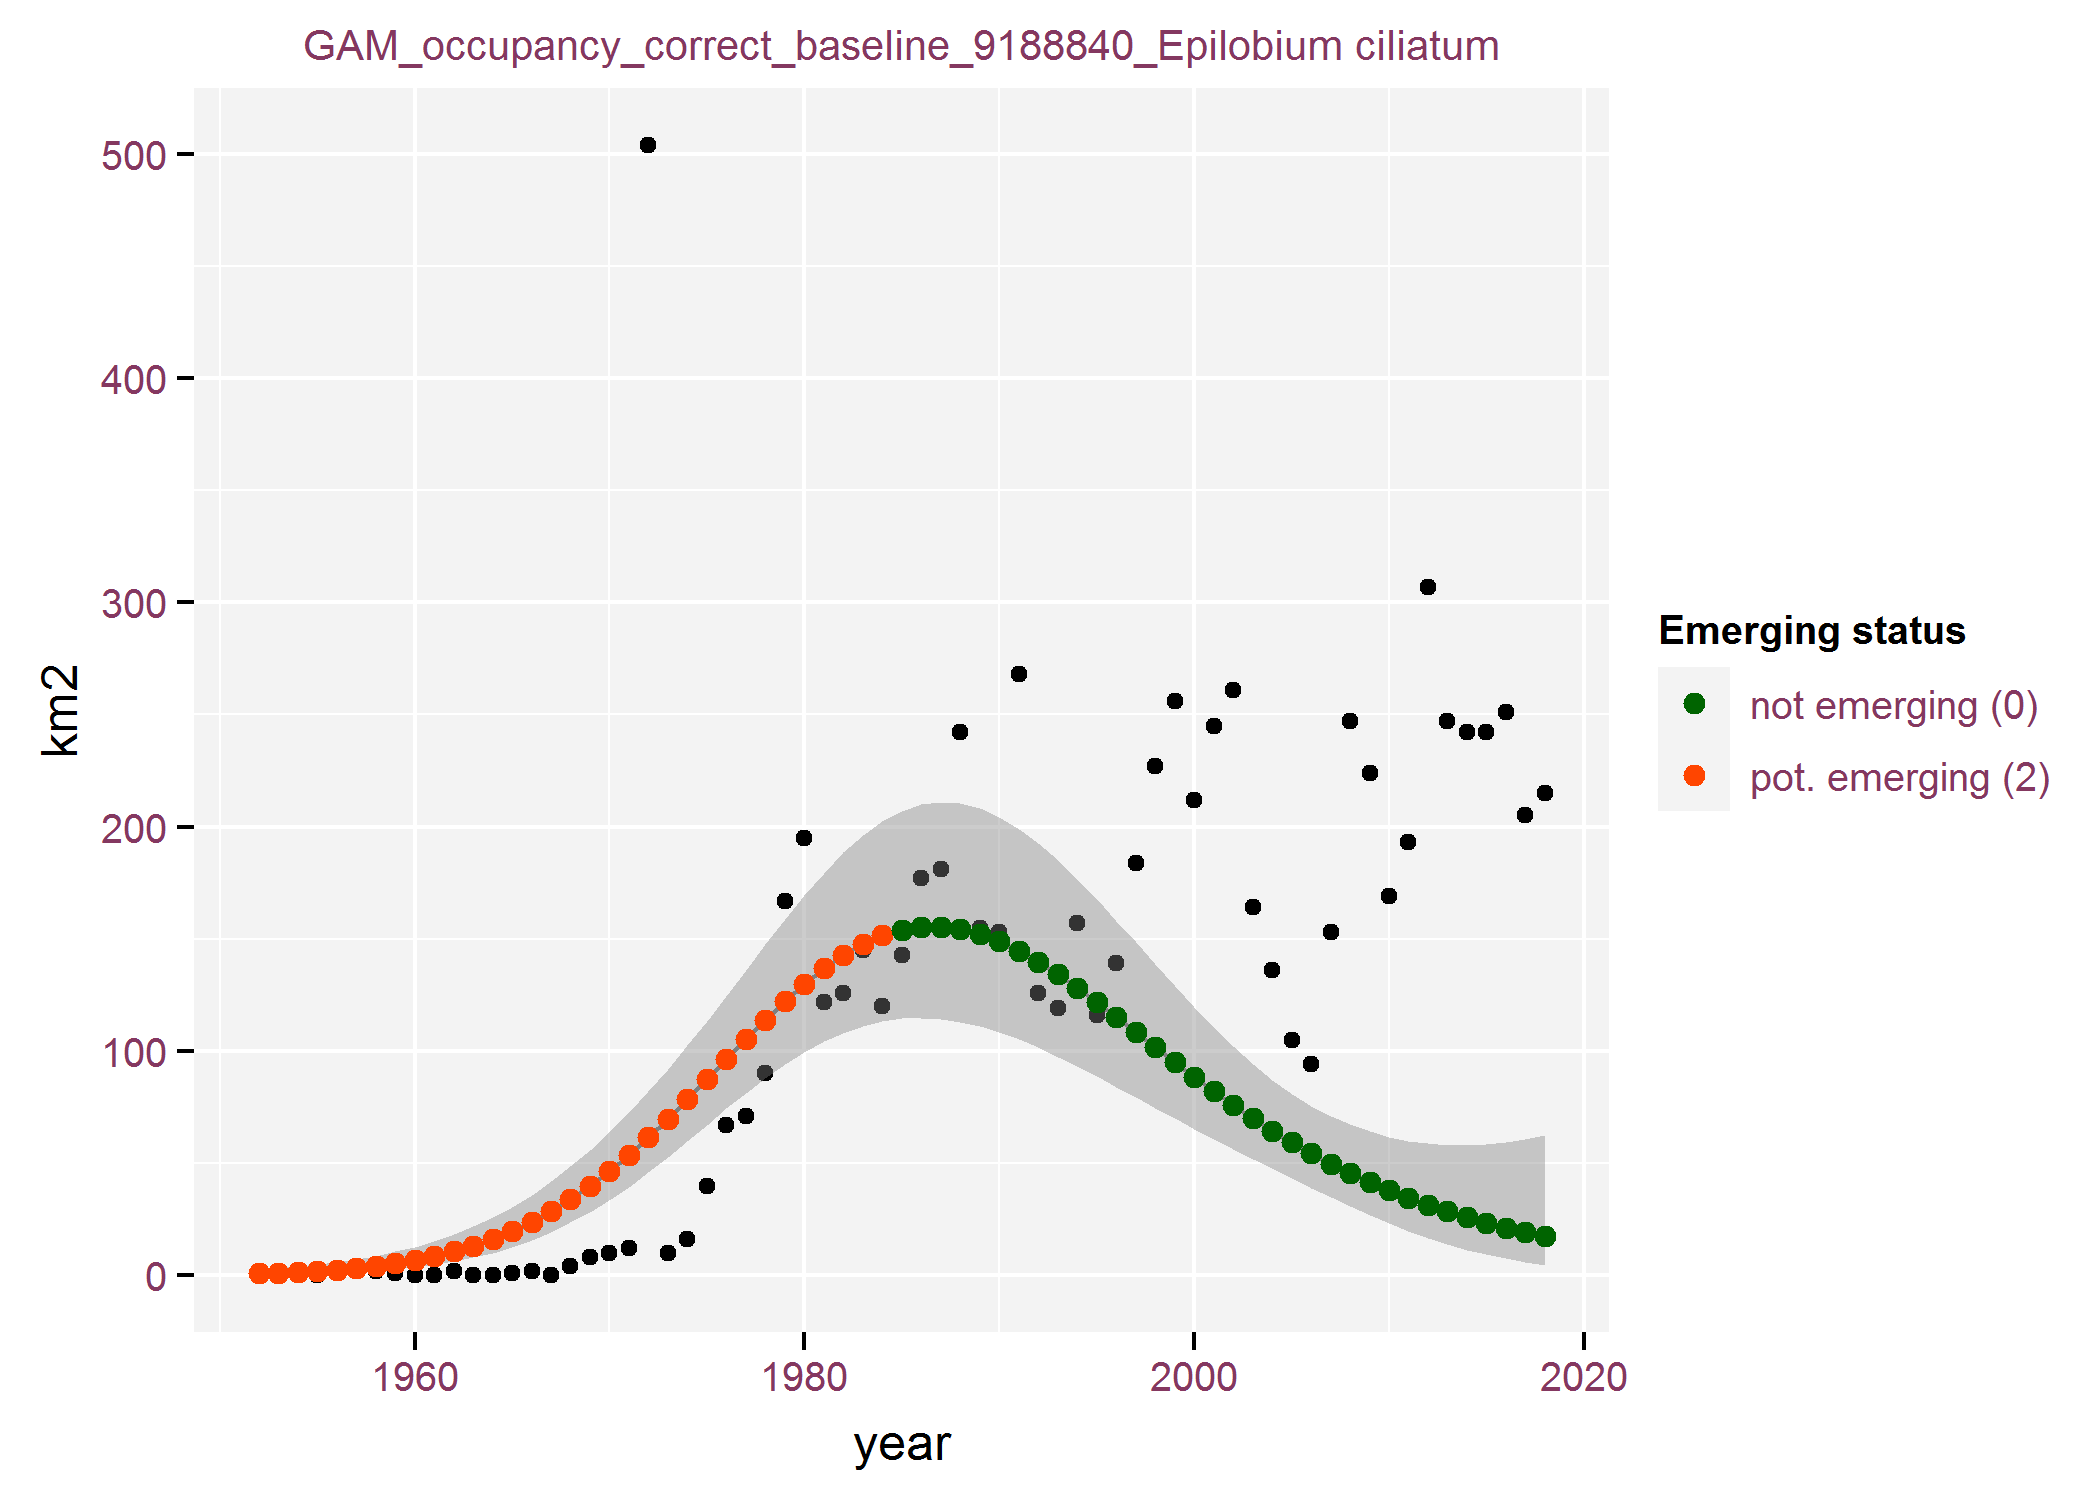 GAM_occupancy_correct_baseline_9188840_Epilobium ciliatum
500
400
300
200
100
0
km2
1960 1980 2000 2020
year
Emerging status
not emerging (0)
pot. emerging (2)